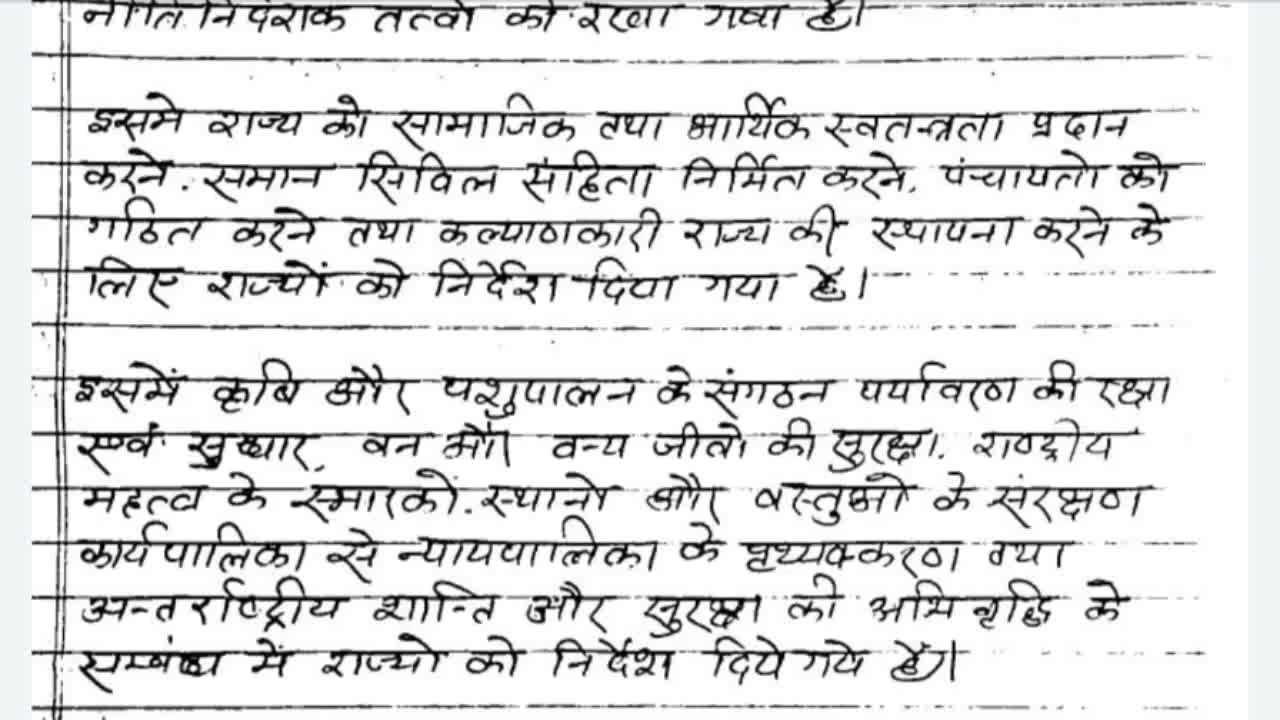 नीति निदेशक तत्वो को रखा गया है।
इसमे राज्य को सामाजिक तथा आर्थिक स्वतन्त्रता प्रदान
करने, समान सिविल संहिता निर्मित करने, पंचायतो को
गठित करने तथा कल्याणकारी राज्य की स्थापना करने के
लिए राज्यों को निर्देश दिया गया है।
इसमें कृषि और पशुपालन के संगठन पर्यावरण की रक्षा
एवं सुधार, वन और वन्य जीवो की सुरक्षा, राष्ट्रीय
महत्व के स्मारकों, स्थानो और वस्तुओ के संरक्षण
कार्यपालिका से न्यायपालिका के पृथ्थक्करण तथा
अन्तर्राष्ट्रीय शान्ति और सुरक्षा की अभिवृद्धि के
सम्बंध में राज्यो को निर्देश दिये गये हैं।